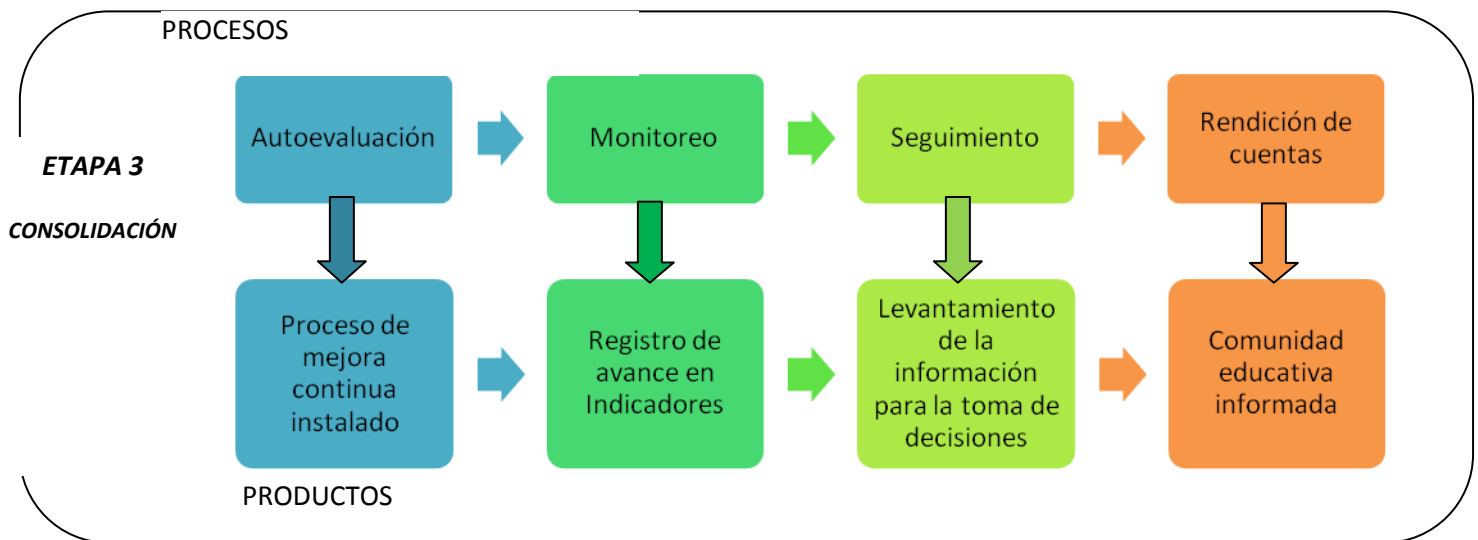 PROCESOS
Autoevaluación
Monitoreo
Seguimiento
Rendición de
cuentas
ETAPA 3
CONSOLIDACIÓN
Proceso de
mejora
continua
instalado
Registro de
avance en
Indicadores
Levantamiento
de la
información
para la toma de
decisiones
Comunidad
educativa
informada
PRODUCTOS